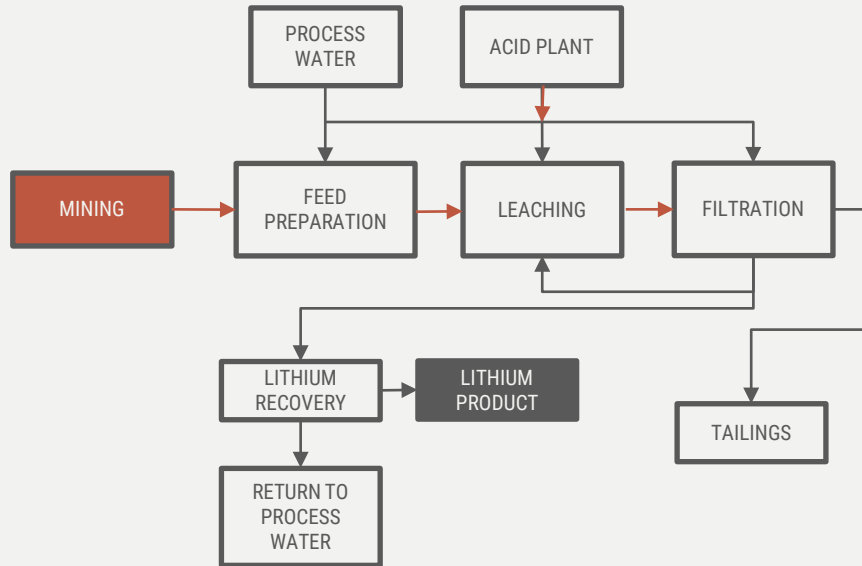 PROCESS
WATER
ACID PLANT
MINING
FEED
PREPARATION
LEACHING
FILTRATION
LITHIUM
RECOVERY
LITHIUM
PRODUCT
TAILINGS
RETURN TO
PROCESS
WATER